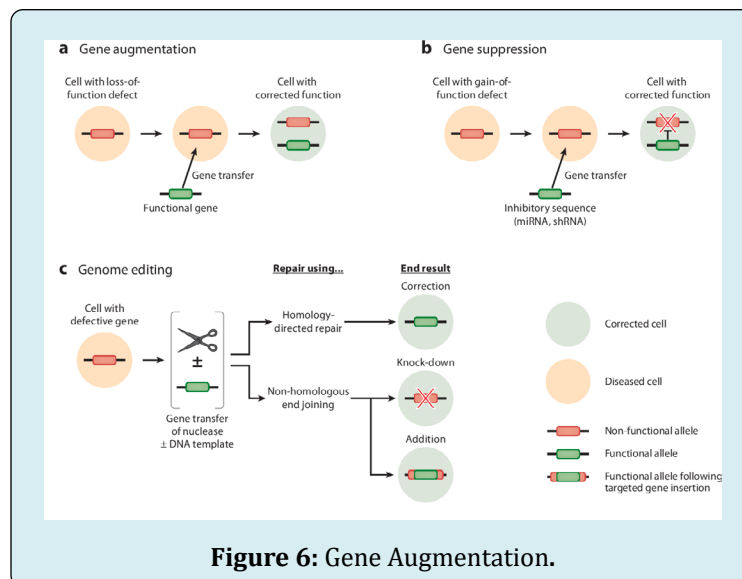 a Gene augmentation
Cell with loss-of-
function defect
Cell with
corrected function
Gene transfer
Functional gene
b Gene suppression
Cell with gain-of-
function defect
Cell with
corrected function
Gene transfer
Inhibitory sequence
(miRNA, shRNA)
c Genome editing
Repair using...
End result
Cell with
defective gene
±
Gene transfer
of nuclease
± DNA template
Homology-
directed repair
Non-homologous
end joining
Correction
Knock-down
Addition
Corrected cell
Diseased cell
Non-functional allele
Functional allele
Functional allele following
targeted gene insertion
Figure 6: Gene Augmentation.